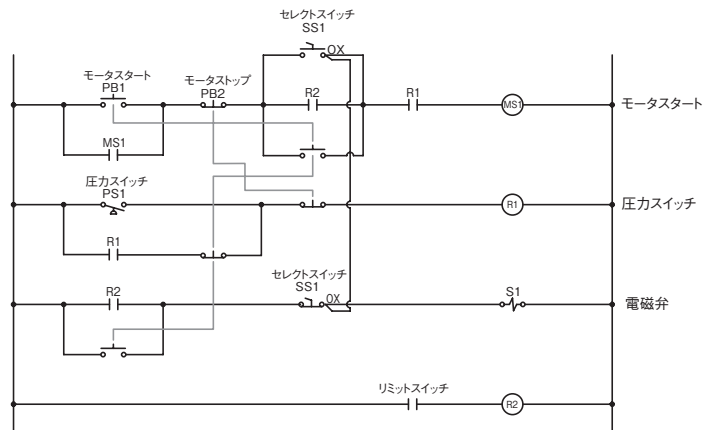 セレクトスイッチ
SS1
OX
モータスタート
PB1
モータストップ
PB2
R2
R1
MS1
モータスタート
MS1
圧力スイッチ
PS1
R1
圧力スイッチ
R1
セレクトスイッチ
SS1
OX
R2
S1
電磁弁
リミットスイッチ
R2